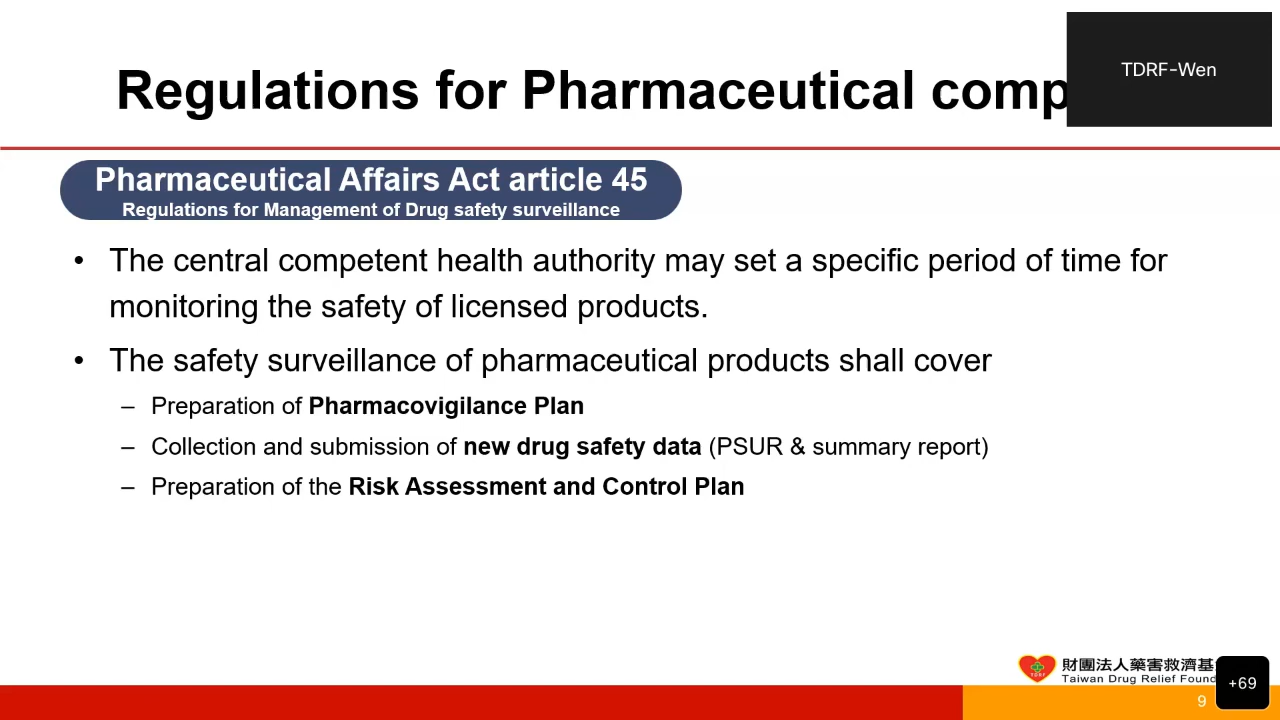 Regulations for Pharmaceutical comp
TDRF-Wen
Pharmaceutical Affairs Act article 45
Regulations for Management of Drug safety surveillance
• The central competent health authority may set a specific period of time for
monitoring the safety of licensed products.
• The safety surveillance of pharmaceutical products shall cover
– Preparation of Pharmacovigilance Plan
– Collection and submission of new drug safety data (PSUR & summary report)
– Preparation of the Risk Assessment and Control Plan
TDRF
財團法人藥害救濟基
Taiwan Drug Relief Found
+69
9